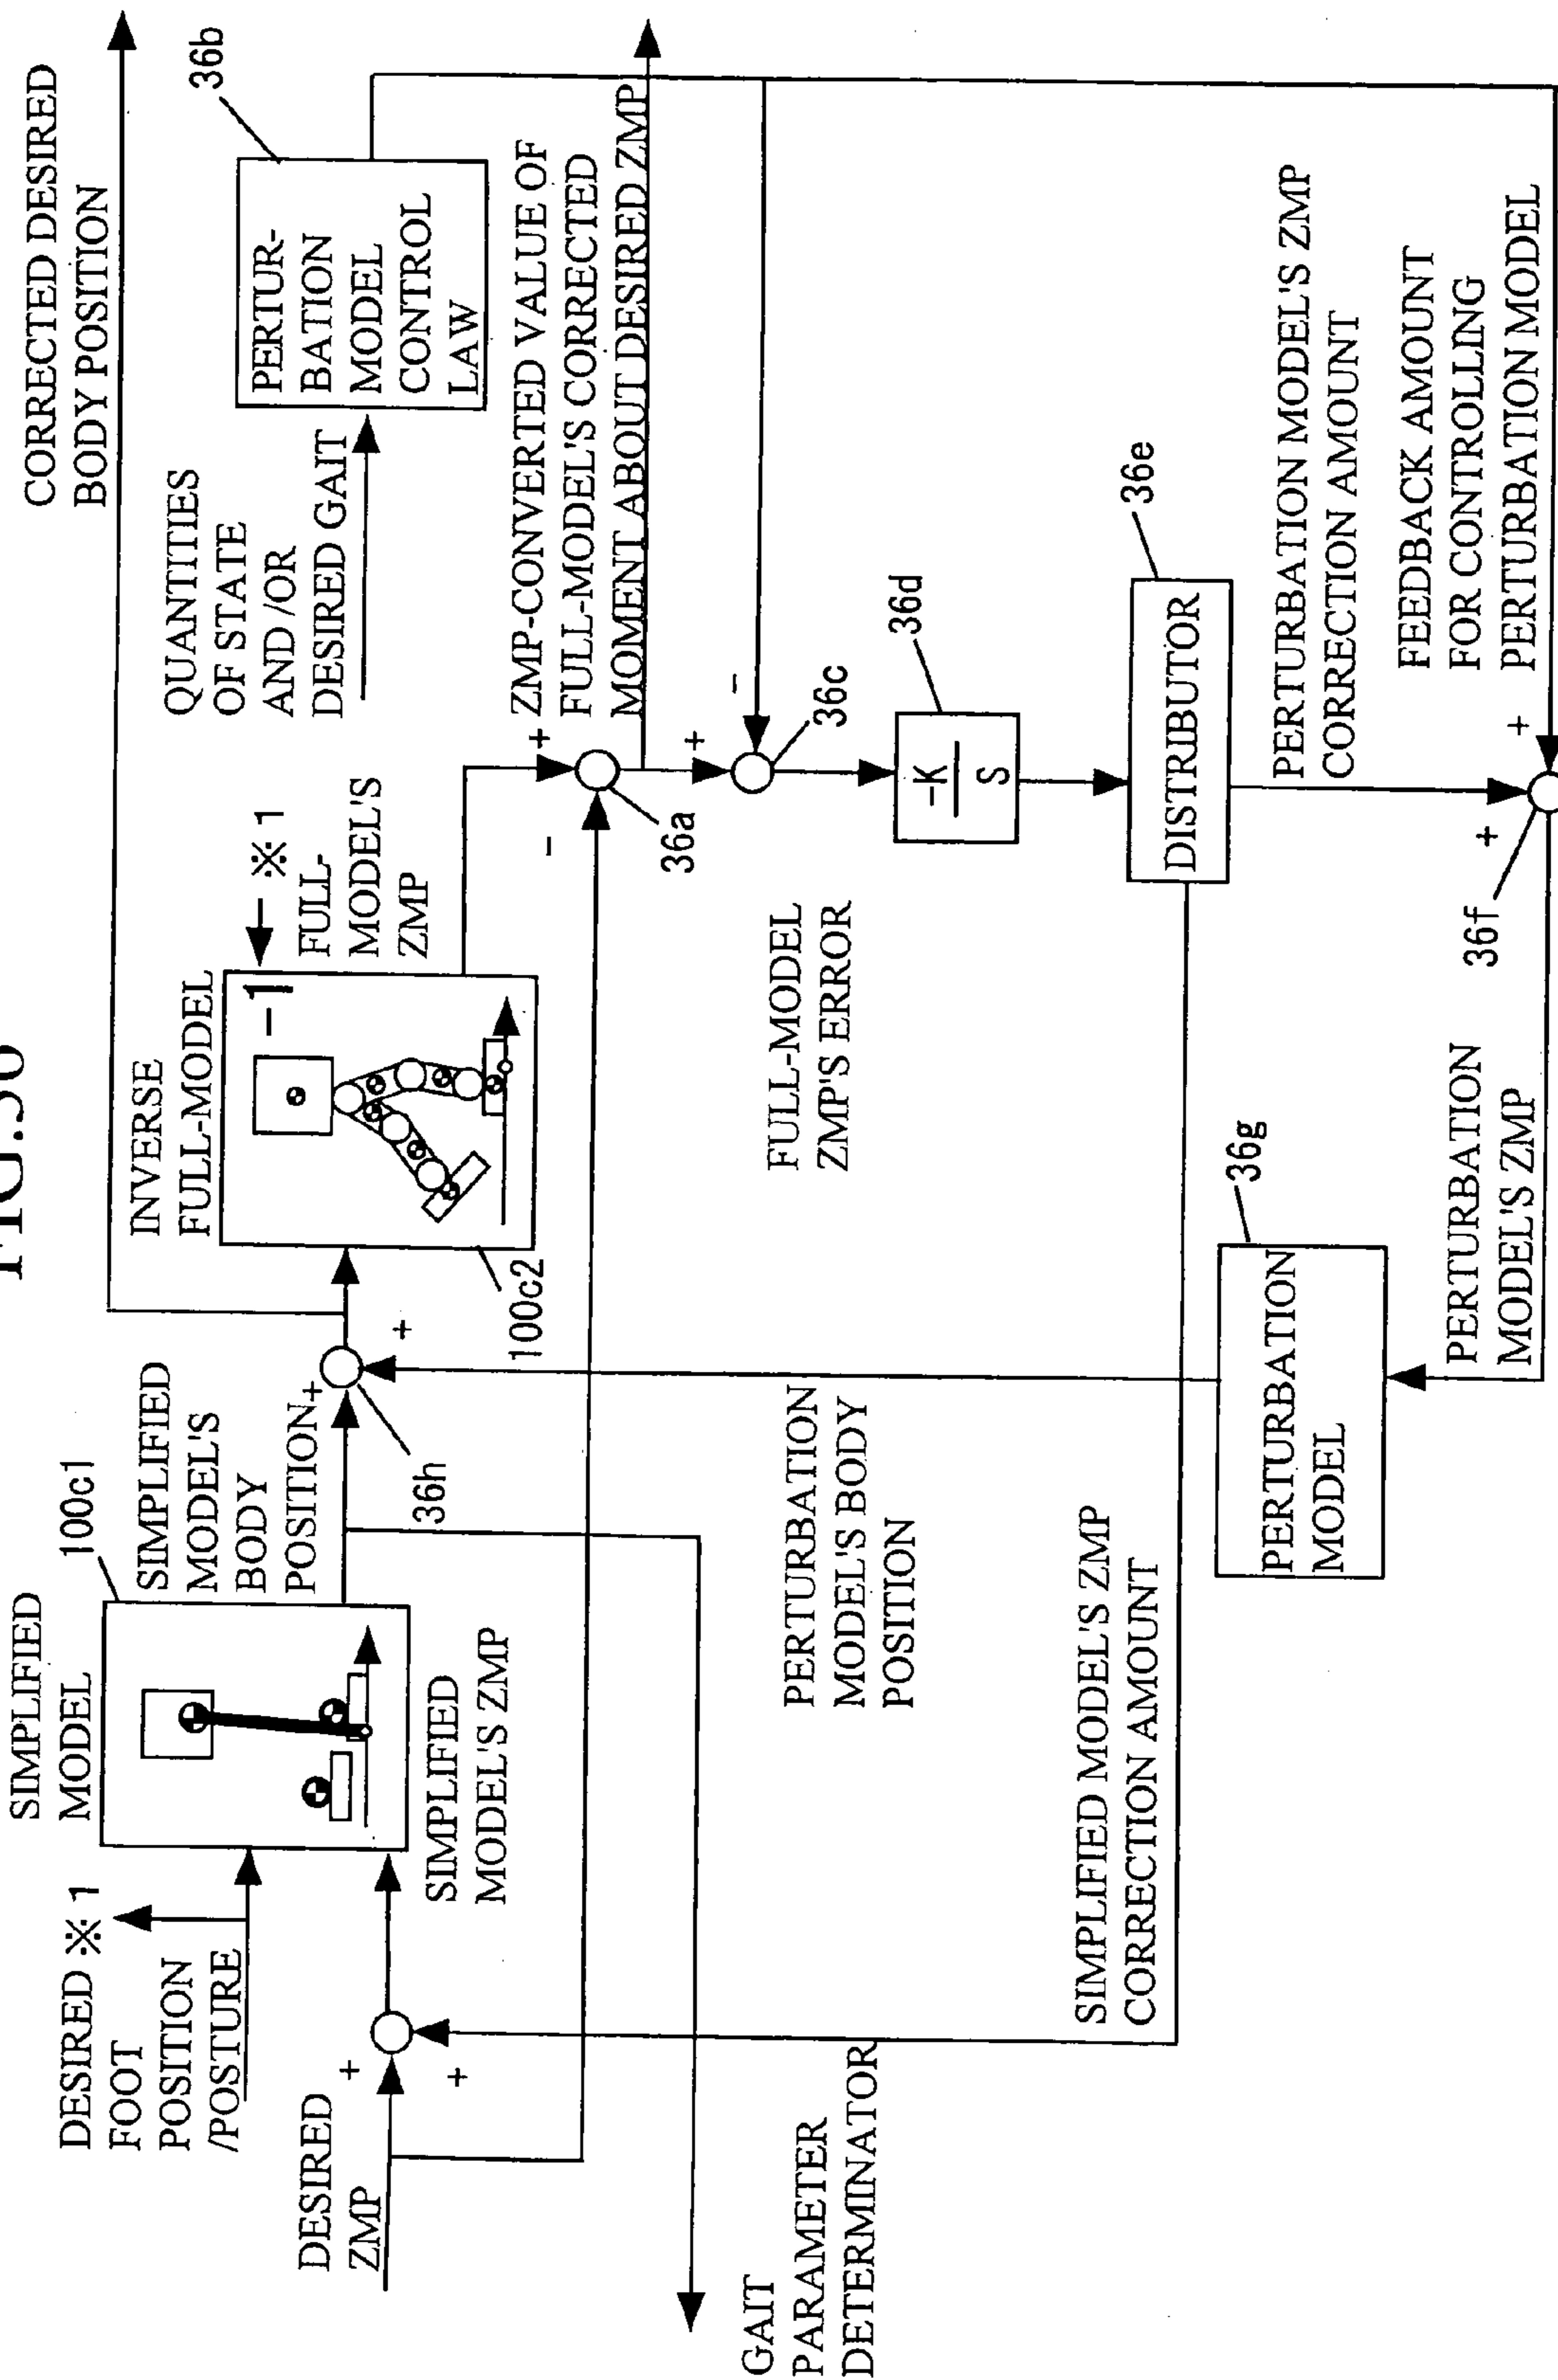 FIG.36
SIMPLIFIED
MODEL
100c1
DESIRED ※1
FOOT
POSITION
/POSTURE
DESIRED
ZMP
+
+
SIMPLIFIED
MODEL'S ZMP
SIMPLIFIED
MODEL'S
BODY
POSITION
+
+
36h
INVERSE
FULL-MODEL
-1
100c2
※1
FULL-
MODEL'S
ZMP
CORRECTED DESIRED
BODY POSITION
QUANTITIES
OF STATE
AND /OR
DESIRED GAIT
36b
PERTUR-
BATION
MODEL
CONTROL
LAW
+
-
36a
ZMP-CONVERTED VALUE OF
FULL-MODEL'S CORRECTED
MOMENT ABOUT DESIRED ZMP
+
-
36c
FULL-MODEL
ZMP'S ERROR
36d
-K
S
36e
DISTRIBUTOR
GAIT
PARAMETER
DETERMINATOR
PERTURBATION
MODEL'S BODY
POSITION
SIMPLIFIED MODEL'S ZMP
CORRECTION AMOUNT
36g
PERTURBATION
MODEL
PERTURBATION
MODEL'S ZMP
PERTURBATION MODEL'S ZMP
CORRECTION AMOUNT
FEEDBACK AMOUNT
FOR CONTROLLING
PERTURBATION MODEL
+
+
36f